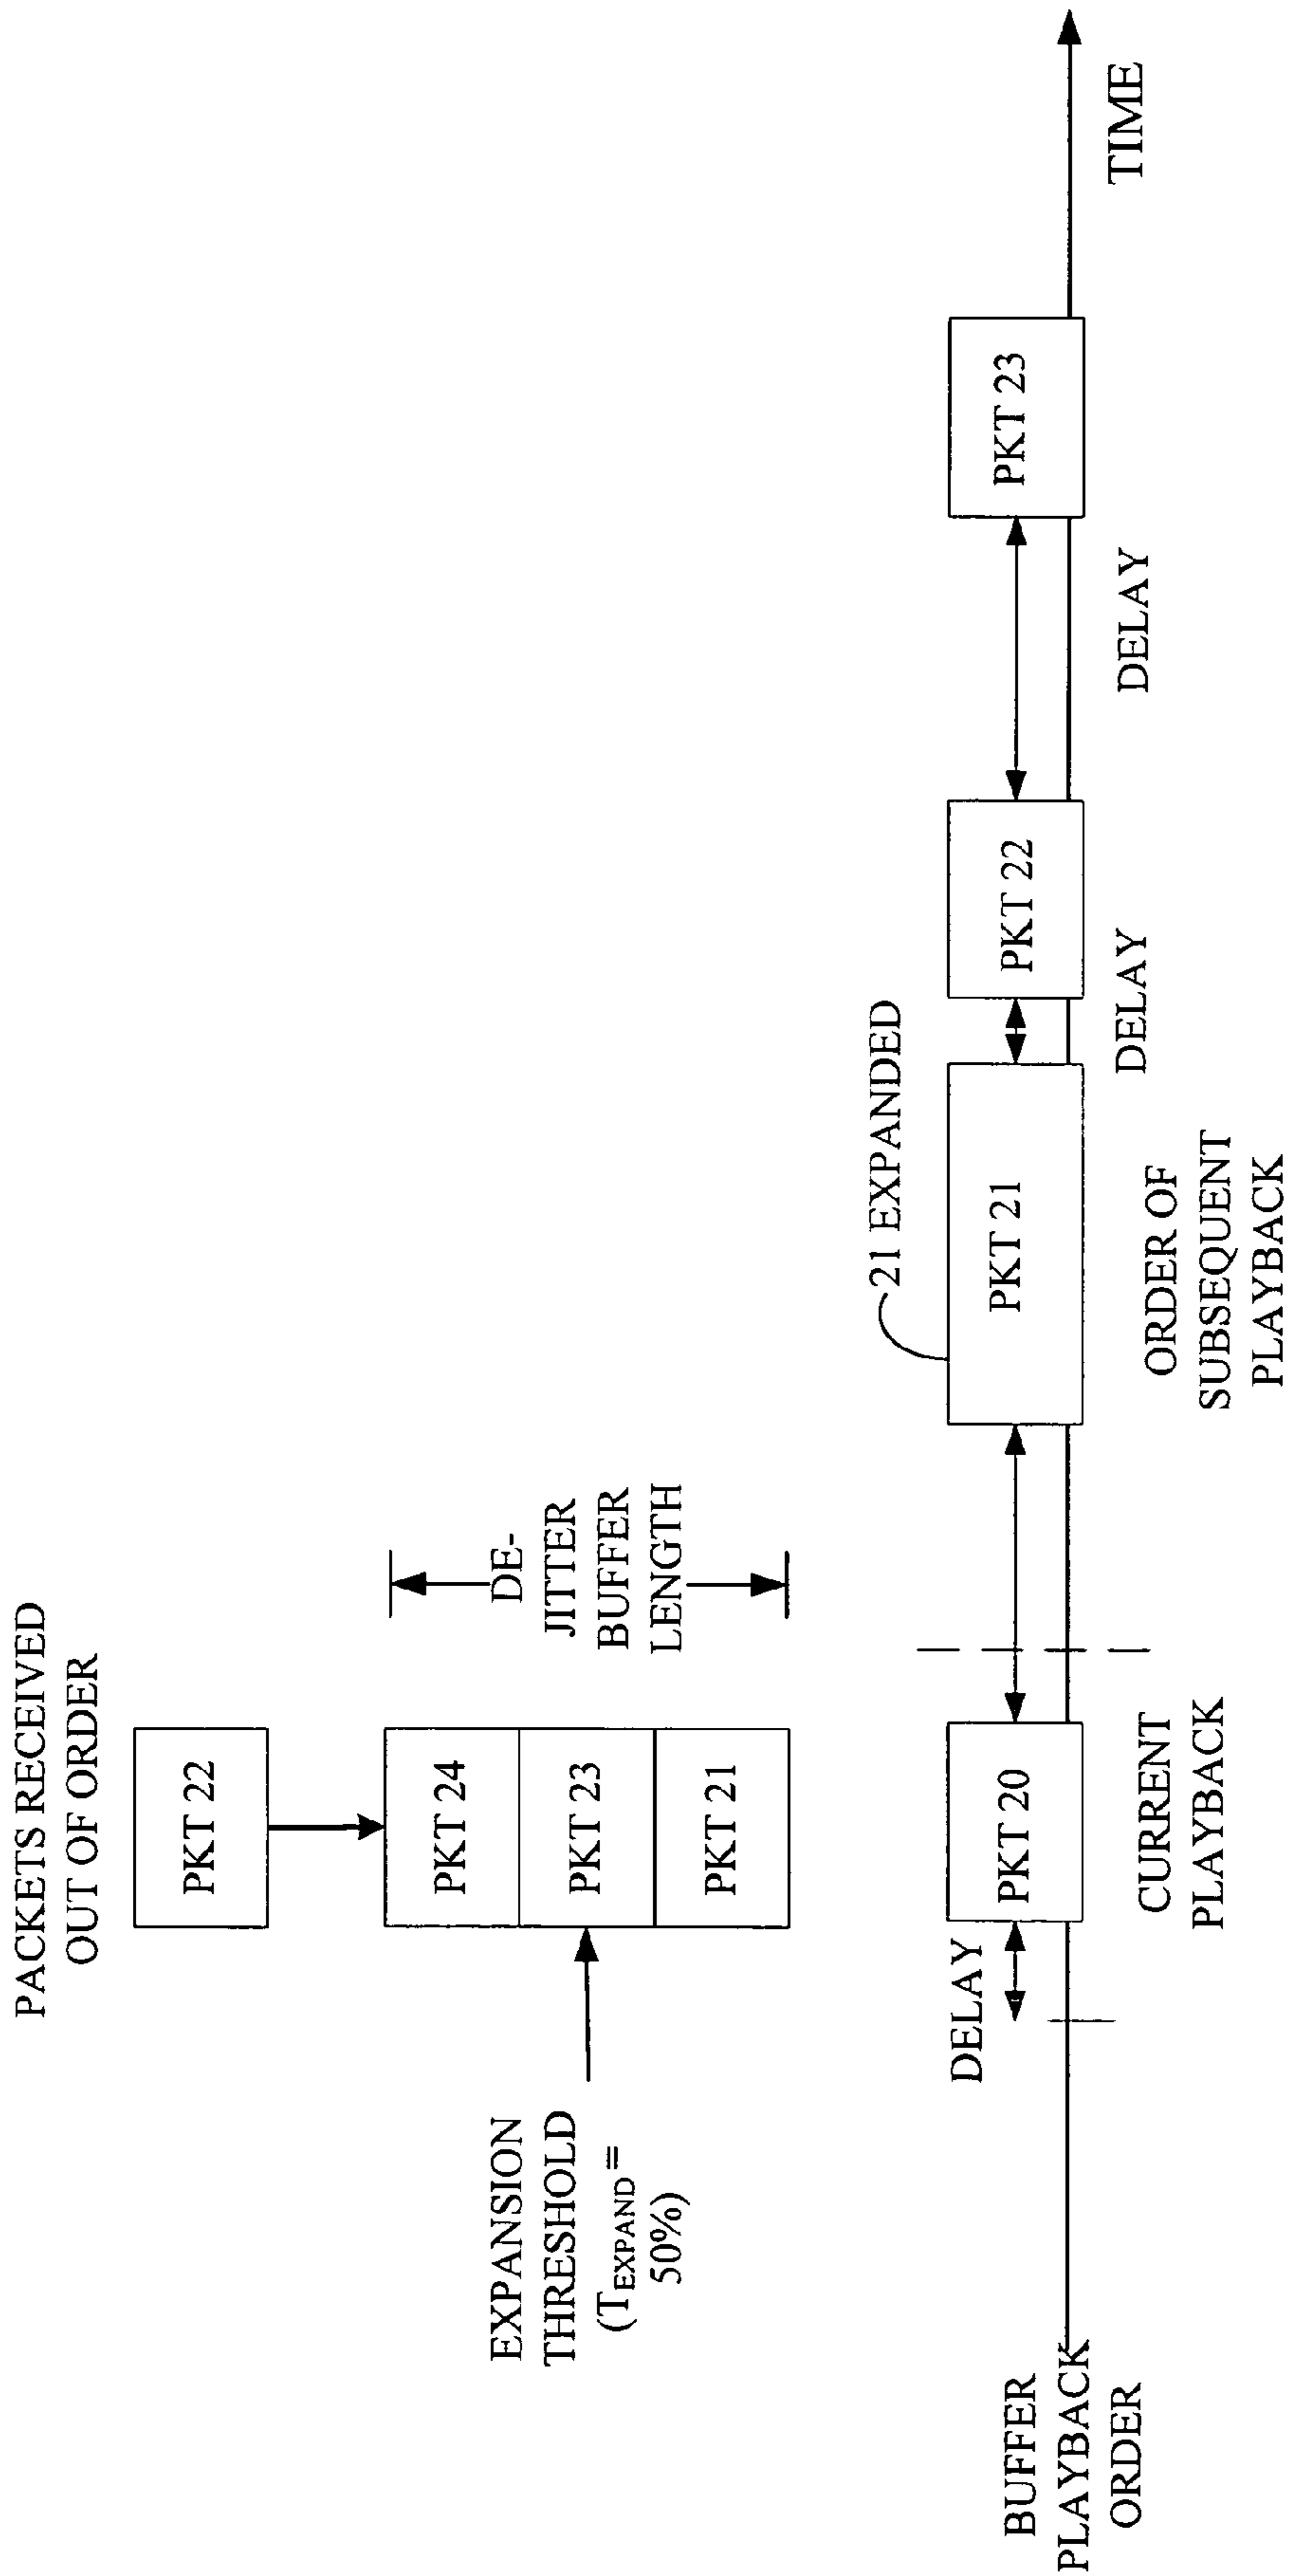 PACKETS RECEIVED
OUT OF ORDER
PKT 22
PKT 24
PKT 23
PKT 21
DE-
JITTER
BUFFER
LENGTH
EXPANSION
THRESHOLD
(TEXPAND=
50%)
21 EXPANDED
DELAY
PKT 20
PKT 21
PKT 22
PKT 23
BUFFER
PLAYBACK
ORDER
CURRENT
PLAYBACK
ORDER OF
SUBSEQUENT
PLAYBACK
DELAY
DELAY
TIME